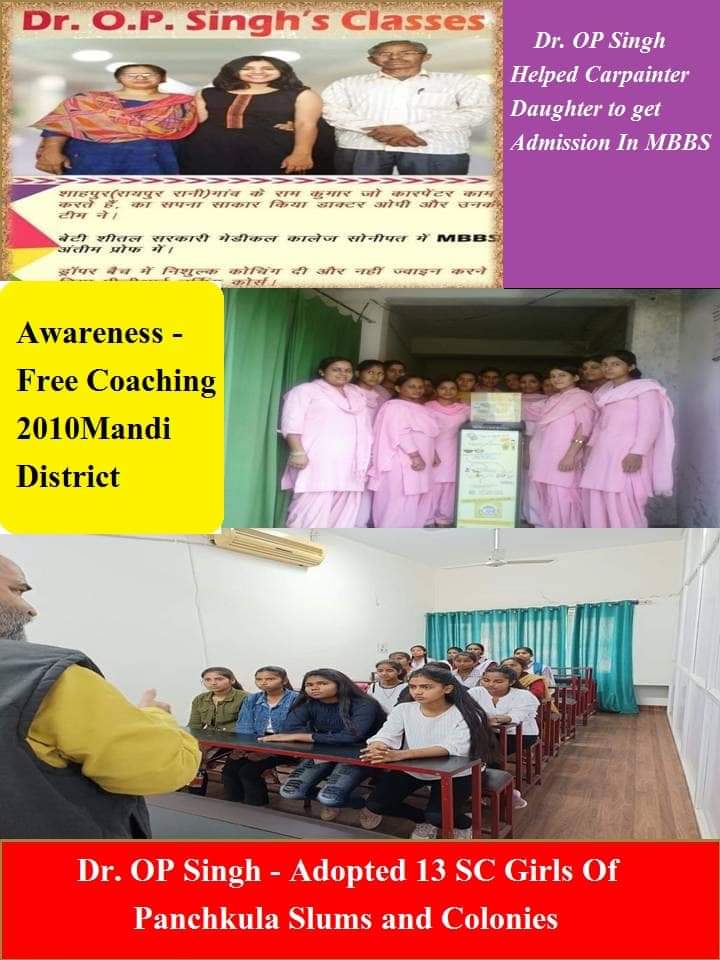 Dr. O.P. Singh's Classes
Dr. OP Singh
Helped Carpainter
Daughter to get
Admission In MBBS
शाहपुर(रायपुर रानी)गांव के राम कुमार जो कारपेंटर काम
करते हैं, का सपना साकार किया डाक्टर ओपी और उनकी
टीम ने।
बेटी शीतल सरकारी मेडीकल कालेज सोनीपत में MBBS
अंतीम प्रोफ में।
ड्रॉपर बैच में निशुल्क कोचिंग दी और नहीं ज्वाइन करने
Awareness -
Free Coaching
2010Mandi
District
Dr. OP Singh - Adopted 13 SC Girls Of
Panchkula Slums and Colonies